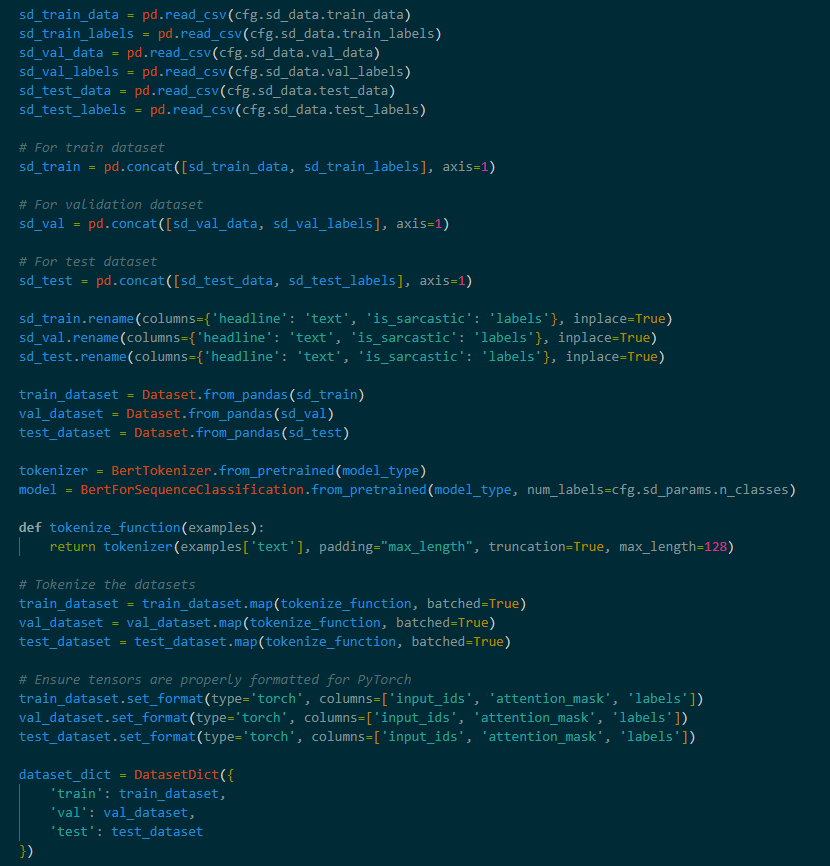 sd_train_data = pd.read_csv(cfg.sd_data.train_data)
sd_train_labels = pd.read_csv(cfg.sd_data.train_labels)
sd_val_data = pd.read_csv(cfg.sd_data.val_data)
sd_val_labels = pd.read_csv(cfg.sd_data.val_labels)
sd_test_data = pd.read_csv(cfg.sd_data.test_data)
sd_test_labels = pd.read_csv(cfg.sd_data.test_labels)

# For train dataset
sd_train = pd.concat([sd_train_data, sd_train_labels], axis=1)

# For validation dataset
sd_val = pd.concat([sd_val_data, sd_val_labels], axis=1)

# For test dataset
sd_test = pd.concat([sd_test_data, sd_test_labels], axis=1)

sd_train.rename(columns={'headline': 'text', 'is_sarcastic': 'labels'}, inplace=True)
sd_val.rename(columns={'headline': 'text', 'is_sarcastic': 'labels'}, inplace=True)
sd_test.rename(columns={'headline': 'text', 'is_sarcastic': 'labels'}, inplace=True)

train_dataset = Dataset.from_pandas(sd_train)
val_dataset = Dataset.from_pandas(sd_val)
test_dataset = Dataset.from_pandas(sd_test)

tokenizer = BertTokenizer.from_pretrained(model_type)
model = BertForSequenceClassification.from_pretrained(model_type, num_labels=cfg.sd_params.n_classes)

def tokenize_function(examples):
    return tokenizer(examples['text'], padding="max_length", truncation=True, max_length=128)

# Tokenize the datasets
train_dataset = train_dataset.map(tokenize_function, batched=True)
val_dataset = val_dataset.map(tokenize_function, batched=True)
test_dataset = test_dataset.map(tokenize_function, batched=True)

# Ensure tensors are properly formatted for PyTorch
train_dataset.set_format(type='torch', columns=['input_ids', 'attention_mask', 'labels'])
val_dataset.set_format(type='torch', columns=['input_ids', 'attention_mask', 'labels'])
test_dataset.set_format(type='torch', columns=['input_ids', 'attention_mask', 'labels'])

dataset_dict = DatasetDict({
    'train': train_dataset,
    'val': val_dataset,
    'test': test_dataset
})